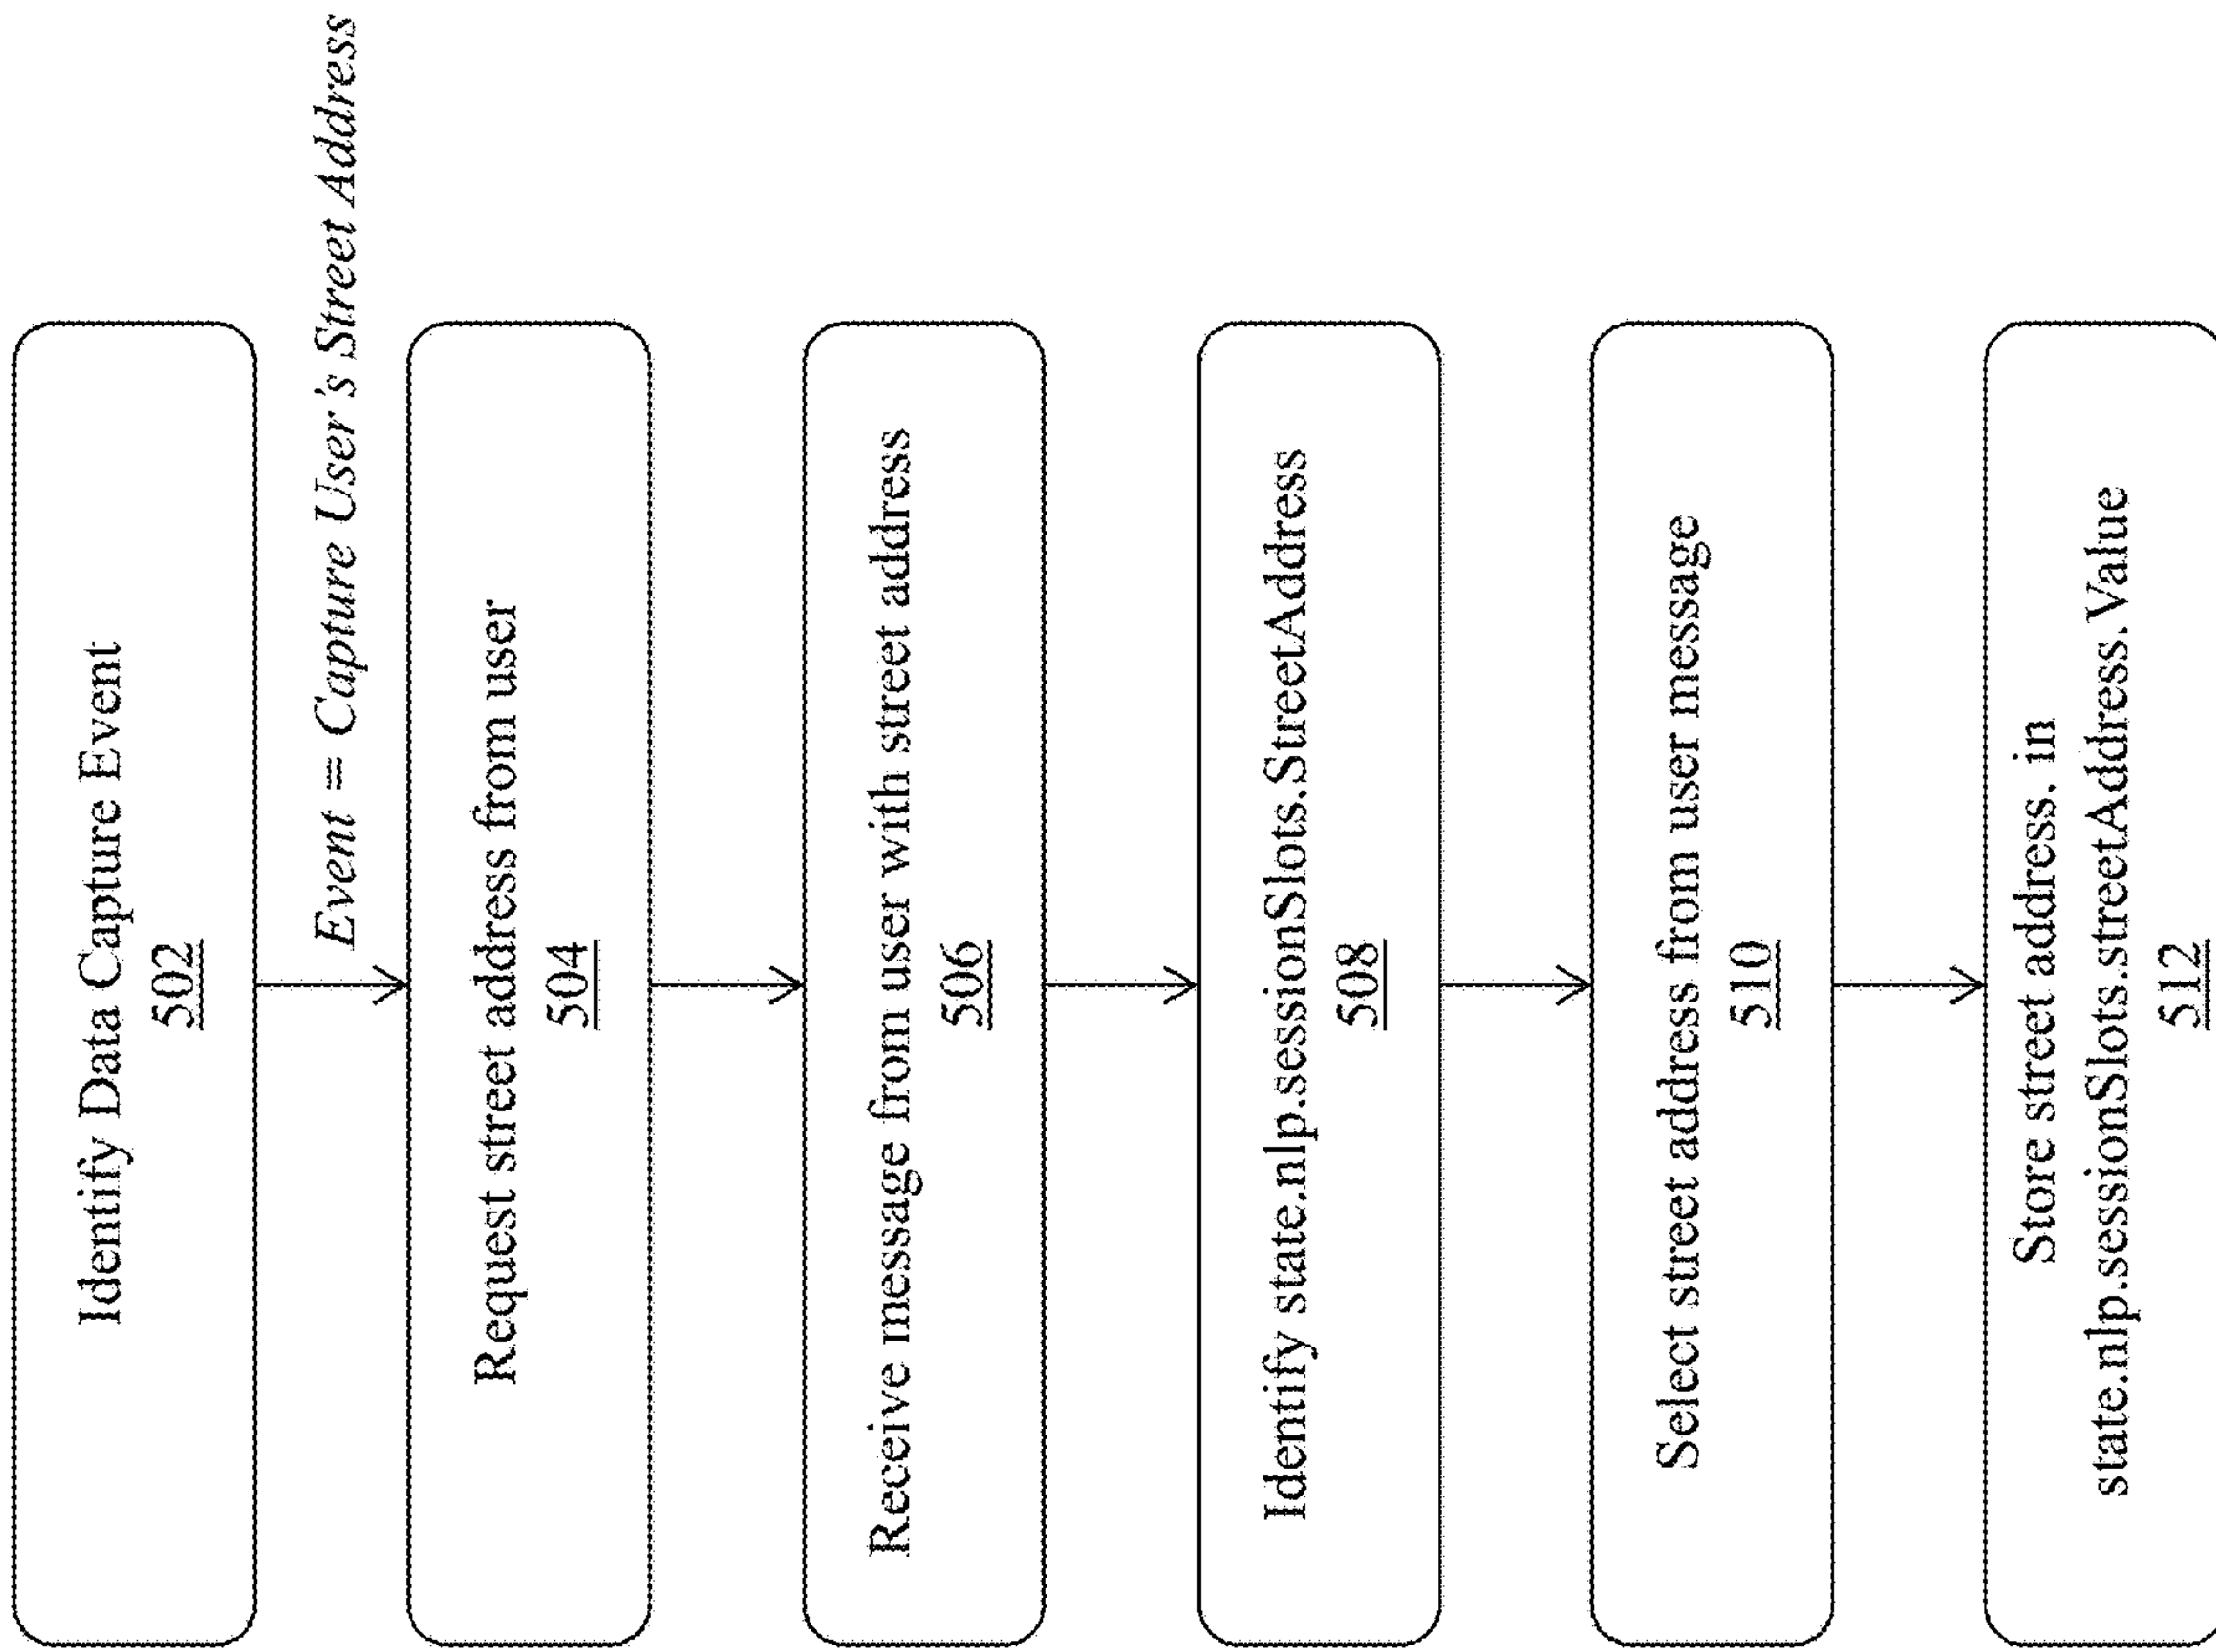 Identify Data Capture Event
502
Event = Capture User's Street Address
Request street address from user
504
Receive message from user with street address
506
Identify state.nlp.sessionSlots.StreetAddress
508
Select street address from user message
510
Store street address. in
state.nlp.sessionSlots.streetAddress.Value
512